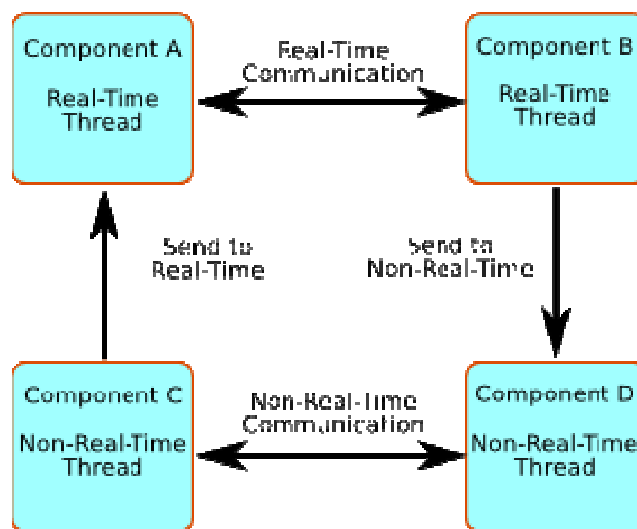 Component A
Real-Time
Thread
Real-Time
Communication
Component B
Real-Time
Thread
Send to
Real-Time
Send to
Non-Real-Time
Component C
Non-Real-Time
Thread
Non-Real-Time
Communication
Component D
Non-Real-Time
Thread